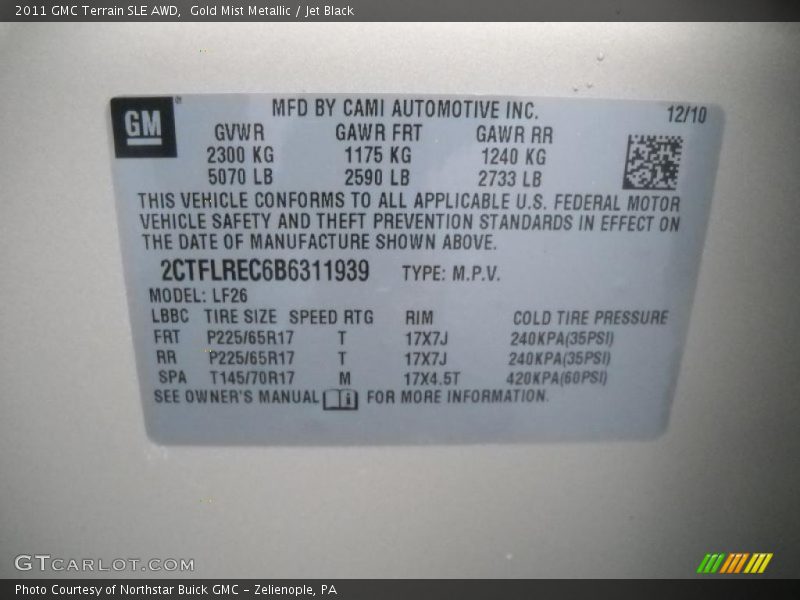 2011 GMC Terrain SLE AWD,  Gold Mist Metallic / Jet Black
GM
MFD BY CAMI AUTOMOTIVE INC. 12/10
GVWR GAWR FRT GAWR RR
2300 KG 1175 KG 1240 KG
5070 LB 2590 LB 2733 LB
THIS VEHICLE CONFORMS TO ALL APPLICABLE U.S. FEDERAL MOTOR
VEHICLE SAFETY AND THEFT PREVENTION STANDARDS IN EFFECT ON
THE DATE OF MANUFACTURE SHOWN ABOVE.
2CTFLREC6B6311939 TYPE: M.P.V.
MODEL: LF26
LBBC TIRE SIZE SPEED RTG RIM COLD TIRE PRESSURE
FRT P225/65R17 T 17X7J 240KPA(35PSI)
RR P225/65R17 T 17X7J 240KPA(35PSI)
SPA T145/70R17 M 17X4.5T 420KPA(60PSI)
SEE OWNER'S MANUAL FOR MORE INFORMATION.
GTCARLOT.COM
Photo Courtesy of Northstar Buick GMC - Zelienople, PA